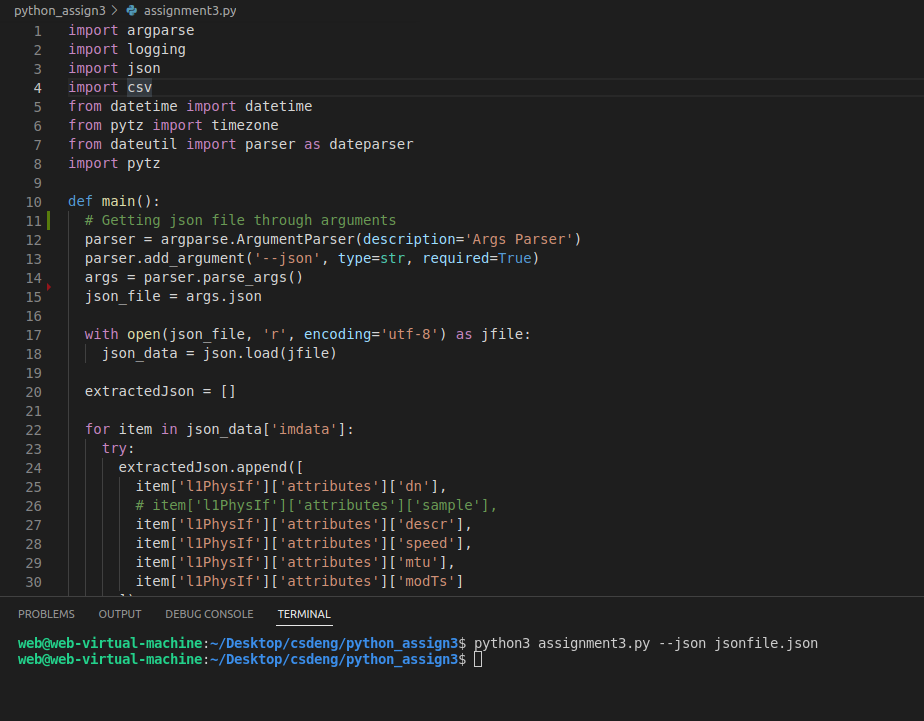 python_assign3 > assignment3.py
1 import argparse
2 import logging
3 import json
4 import csv
5 from datetime import datetime
6 from pytz import timezone
7 from dateutil import parser as dateparser
8 import pytz
9
10 def main():
11   # Getting json file through arguments
12   parser = argparse.ArgumentParser(description='Args Parser')
13   parser.add_argument('--json', type=str, required=True)
14   args = parser.parse_args()
15   json_file = args.json
16
17   with open(json_file, 'r', encoding='utf-8') as jfile:
18     json_data = json.load(jfile)
19
20   extractedJson = []
21
22   for item in json_data['imdata']:
23     try:
24       extractedJson.append([
25         item['l1PhysIf']['attributes']['dn'],
26         # item['l1PhysIf']['attributes']['sample'],
27         item['l1PhysIf']['attributes']['descr'],
28         item['l1PhysIf']['attributes']['speed'],
29         item['l1PhysIf']['attributes']['mtu'],
30         item['l1PhysIf']['attributes']['modTs']
PROBLEMS OUTPUT DEBUG CONSOLE TERMINAL
web@web-virtual-machine:~/Desktop/csdeng/python_assign3$ python3 assignment3.py --json jsonfile.json
web@web-virtual-machine:~/Desktop/csdeng/python_assign3$